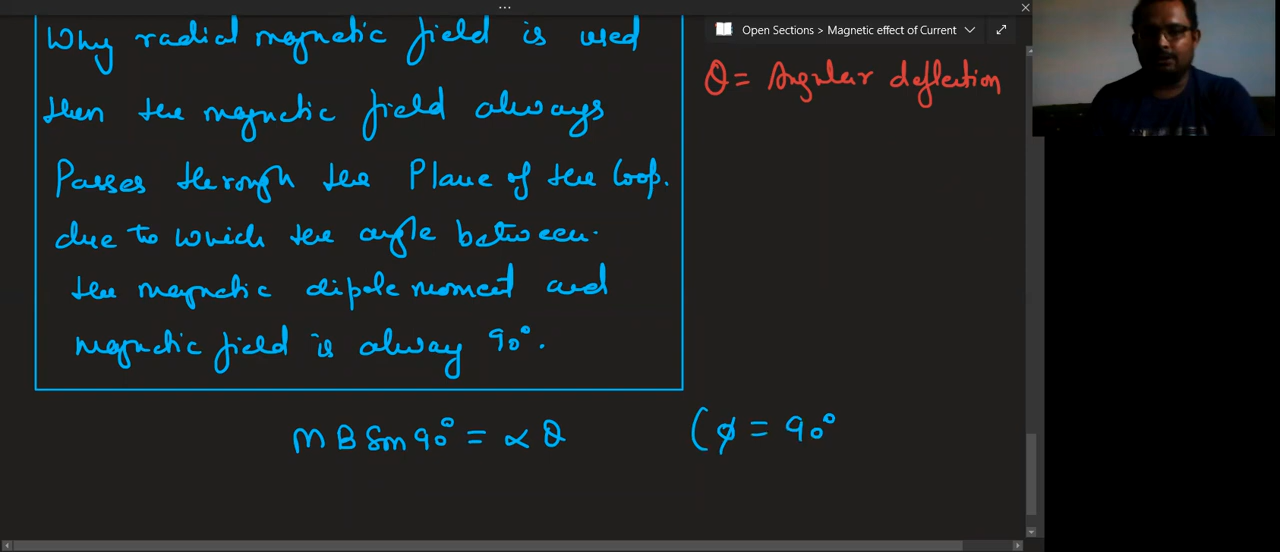 Why radial magnetic field is used
then the magnetic field always
Passes through the Plane of the loop.
due to which the angle between
the magnetic dipole moment and
magnetic field is alway 90°.
MB Sin 90° = ∝ θ
(φ = 90°
Open Sections > Magnetic effect of Current
θ = Angular deflection